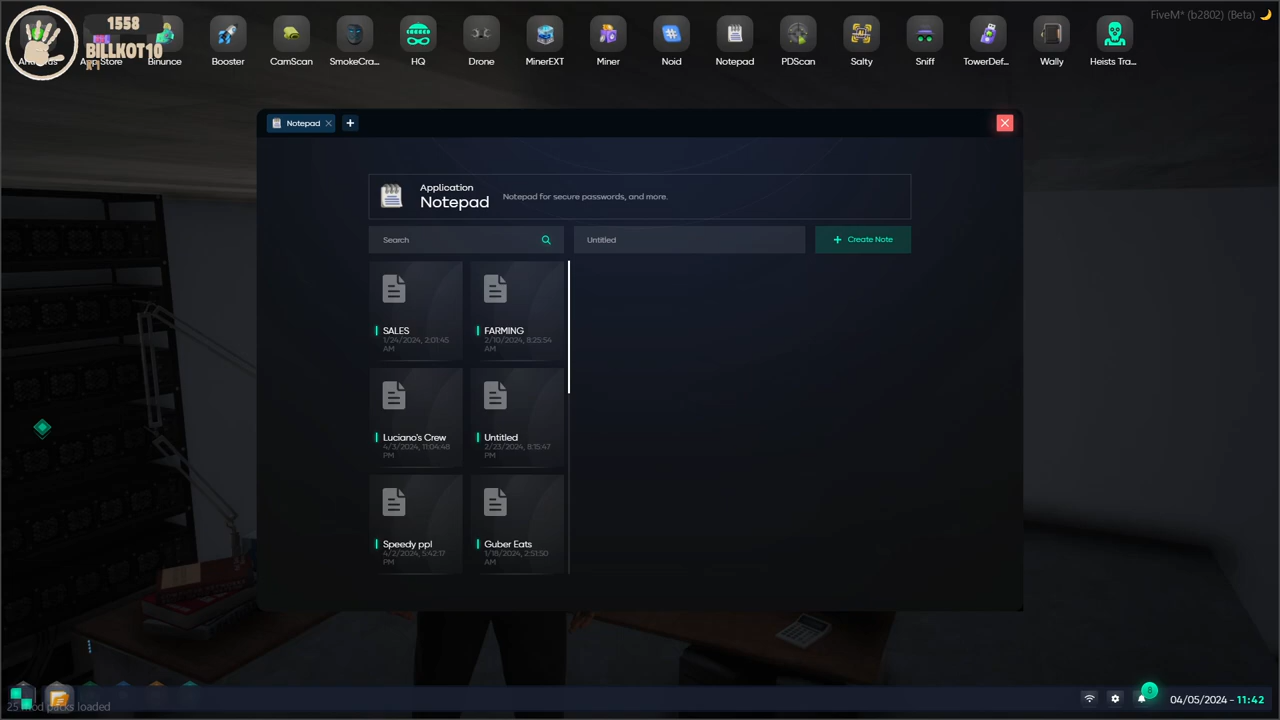 1558
BILLKOT10
X 1
FiveM* (b2802) (Beta)
App Store
Binunce
Booster
CamScan
SmokeCra...
HQ
Drone
MinerEXT
Miner
Noid
Notepad
PDScan
Salty
Sniff
TowerDef...
Wally
Heists Tra...
Notepad
Application
Notepad
Notepad for secure passwords, and more.
Search
Untitled
Create Note
SALES
1/24/2024, 2:01:45
AM
FARMING
2/10/2024, 8:25:54
AM
Luciano's Crew
4/3/2024, 11:04:48
PM
Untitled
2/23/2024, 8:15:47
PM
Speedy ppl
4/2/2024, 5:42:17
PM
Guber Eats
1/18/2024, 2:51:50
AM
25 mod packs loaded
8
04/05/2024 - 11:42